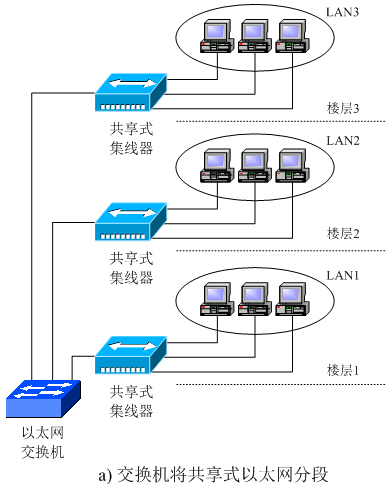 LAN3
共享式
集线器
楼层3
LAN2
共享式
集线器
楼层2
LAN1
共享式
集线器
楼层1
以太网
交换机
a) 交换机将共享式以太网分段